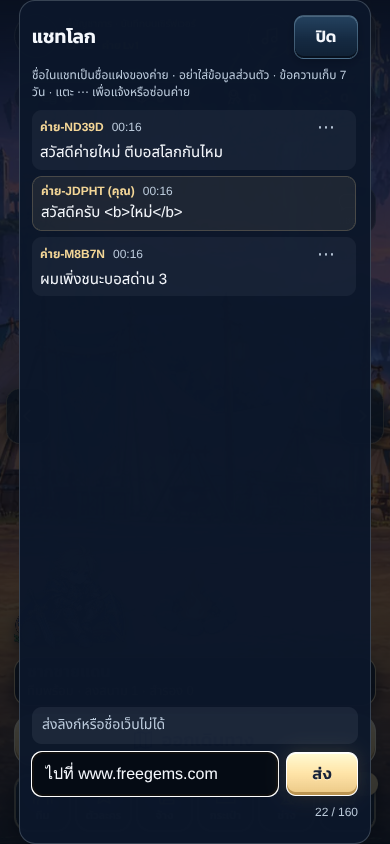 แชทโลก
ปิด
ชื่อในแชทเป็นชื่อแฝงของค่าย · อย่าใส่ข้อมูลส่วนตัว · ข้อความเก็บ 7
วัน · แตะ ⋯ เพื่อแจ้งหรือซ่อนค่าย
ค่าย-ND39D 00:16 ⋯
สวัสดีค่ายใหม่ ตีบอสโลกกันไหม
ค่าย-JDPHT (คุณ) 00:16
สวัสดีครับ <b>ใหม่</b>
ค่าย-M8B7N 00:16 ⋯
ผมเพิ่งชนะบอสด่าน 3
ส่งลิงก์หรือชื่อเว็บไม่ได้
ไปที่ www.freegems.com
ส่ง
22 / 160